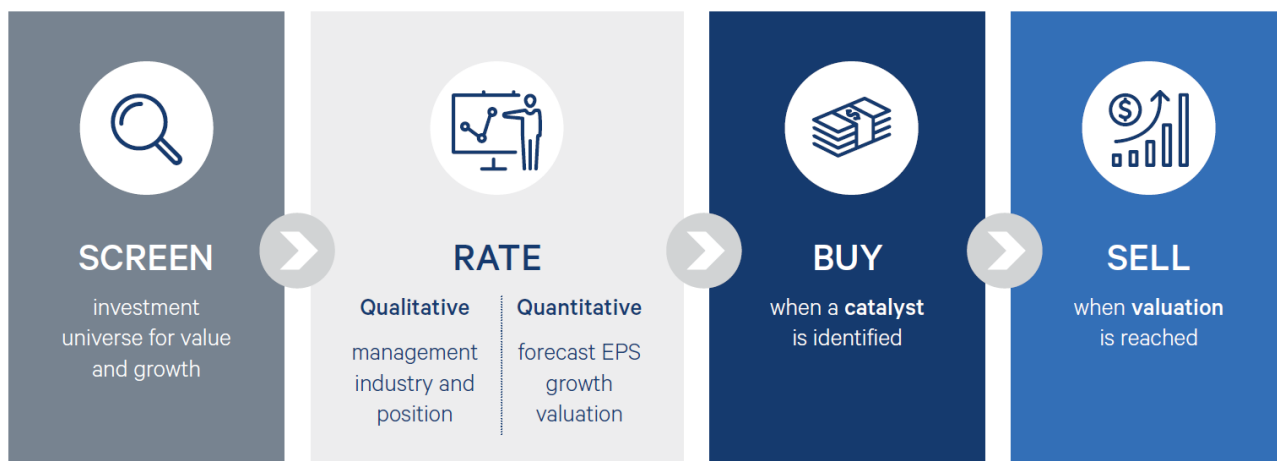 SCREEN
investment
universe for value
and growth
RATE
Qualitative
management
industry and
position
Quantitative
forecast EPS
growth
valuation
$
BUY
when a catalyst
is identified
$
SELL
when valuation
is reached